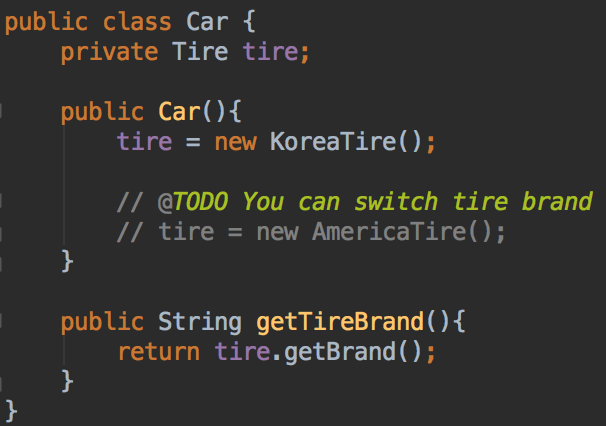 public class Car {
    private Tire tire;

    public Car(){
        tire = new KoreaTire();

        // @TODO You can switch tire brand
        // tire = new AmericaTire();
    }

    public String getTireBrand(){
        return tire.getBrand();
    }
}